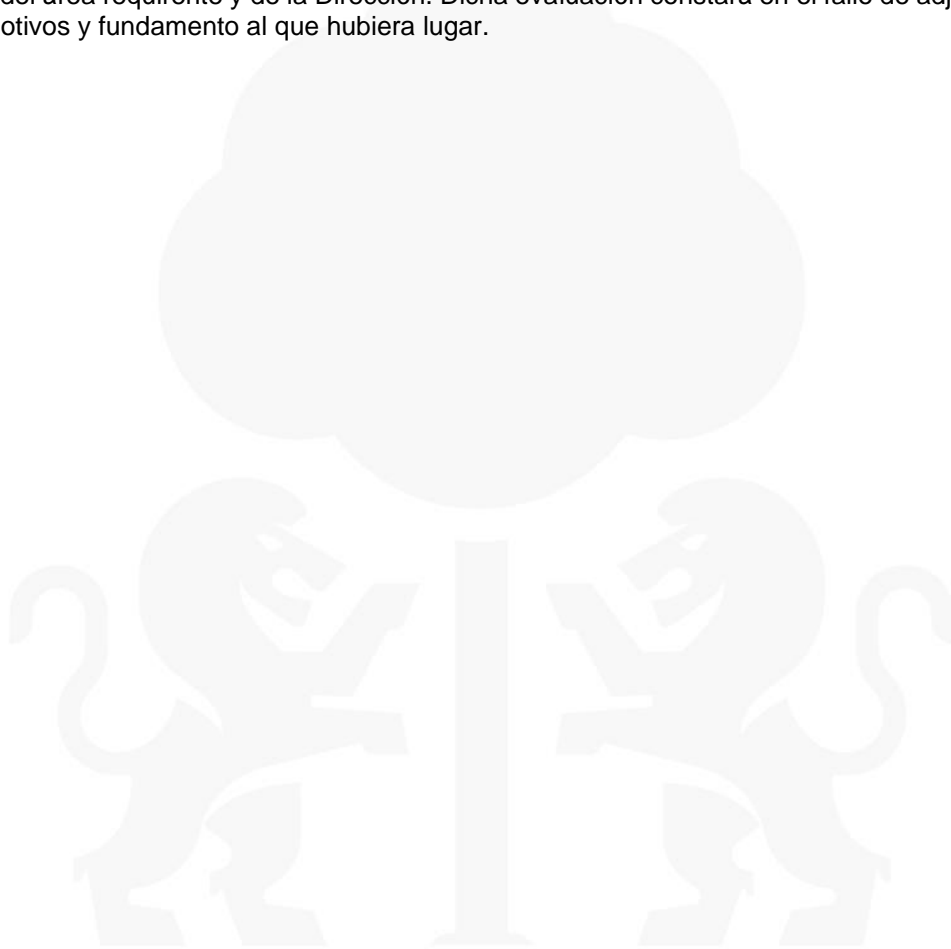 del área requirente y de la Dirección. Dicha evaluación constará en el fallo de adj
otivos y fundamento al que hubiera lugar.